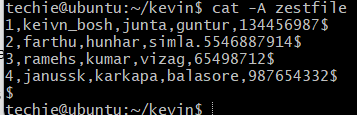 techie@ubuntu:~/kevin$ cat -A zestfile
1,keivn_bosh,junta,guntur,134456987$
2,farthu,hunhar,simla.5546887914$
3,ramehs,kumar,vizag,65498712$
4,janussk,karkapa,balasore,987654332$
$
techie@ubuntu:~/kevin$